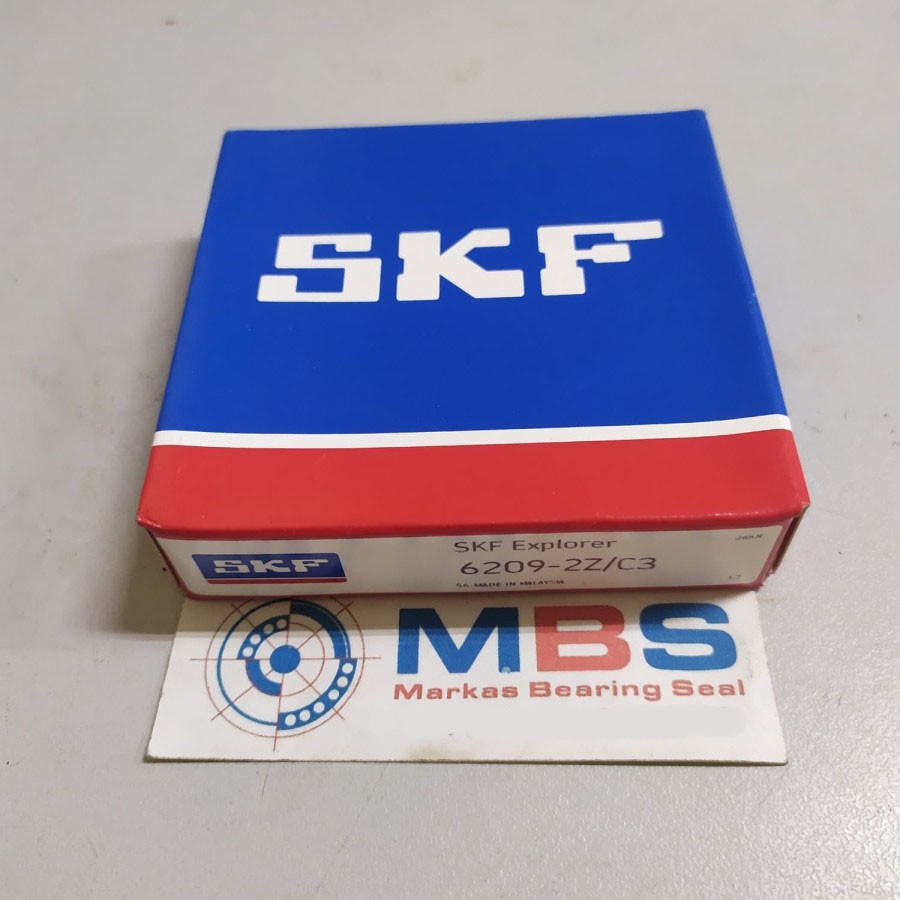 SKF
SKF Explorer
SKF
6209-2Z/C3
MADE IN MALAYSIA
MBS
Markas Bearing Seal